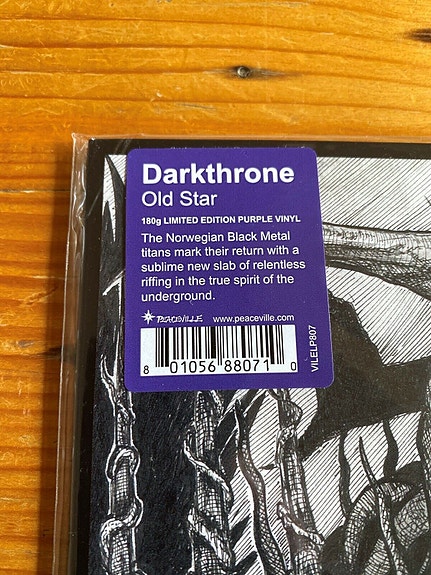 Darkthrone
Old Star
180g LIMITED EDITION PURPLE VINYL
The Norwegian Black Metal
titans mark their return with a
sublime new slab of relentless
riffing in the true spirit of the
underground.
PEACEVILLE www.peaceville.com
VILELP807
8 01056 88071 0